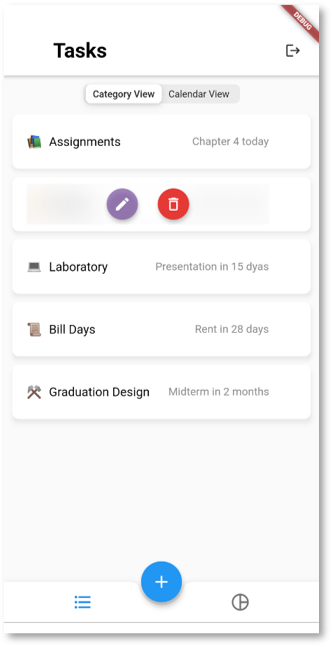 DEBUG
Tasks
Category View Calendar View
Assignments Chapter 4 today
Laboratory Presentation in 15 dyas
Bill Days Rent in 28 days
Graduation Design Midterm in 2 months